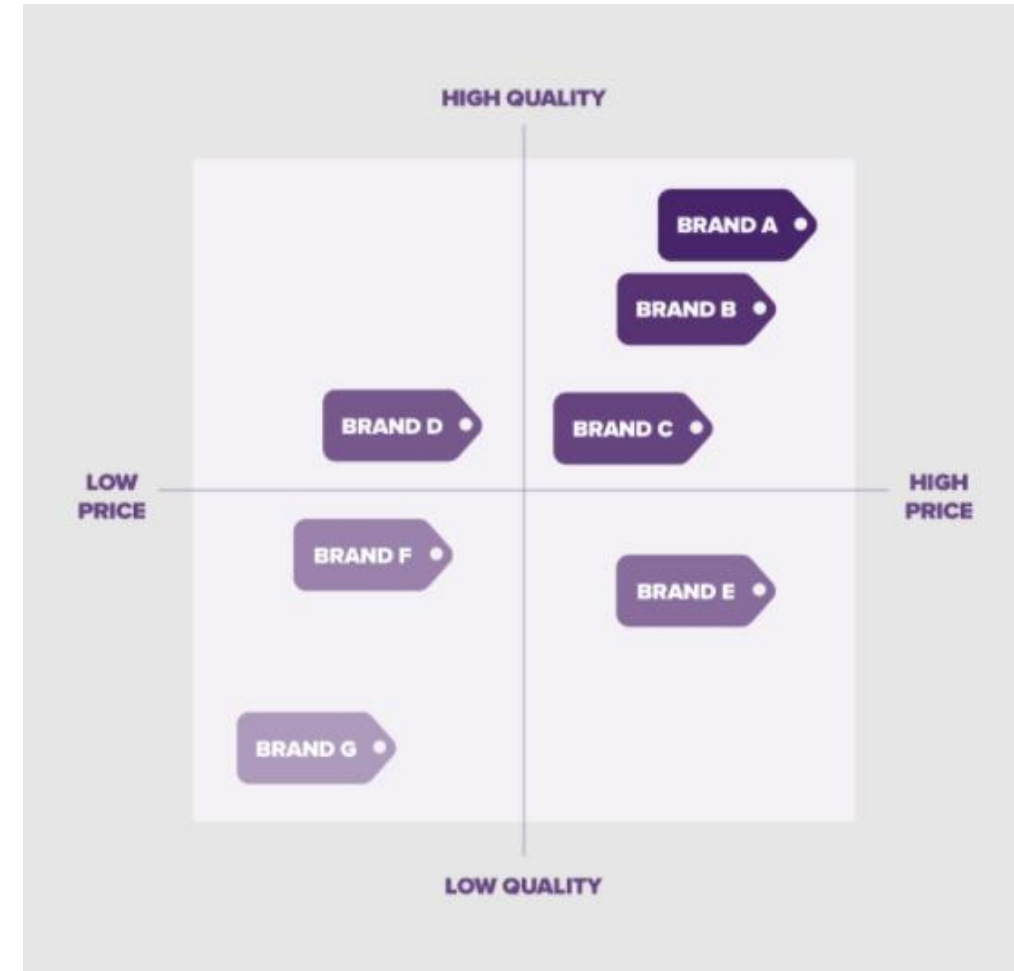 HIGH QUALITY
BRAND A
BRAND B
BRAND D
BRAND C
LOW
PRICE
HIGH
PRICE
BRAND F
BRAND E
BRAND G
LOW QUALITY